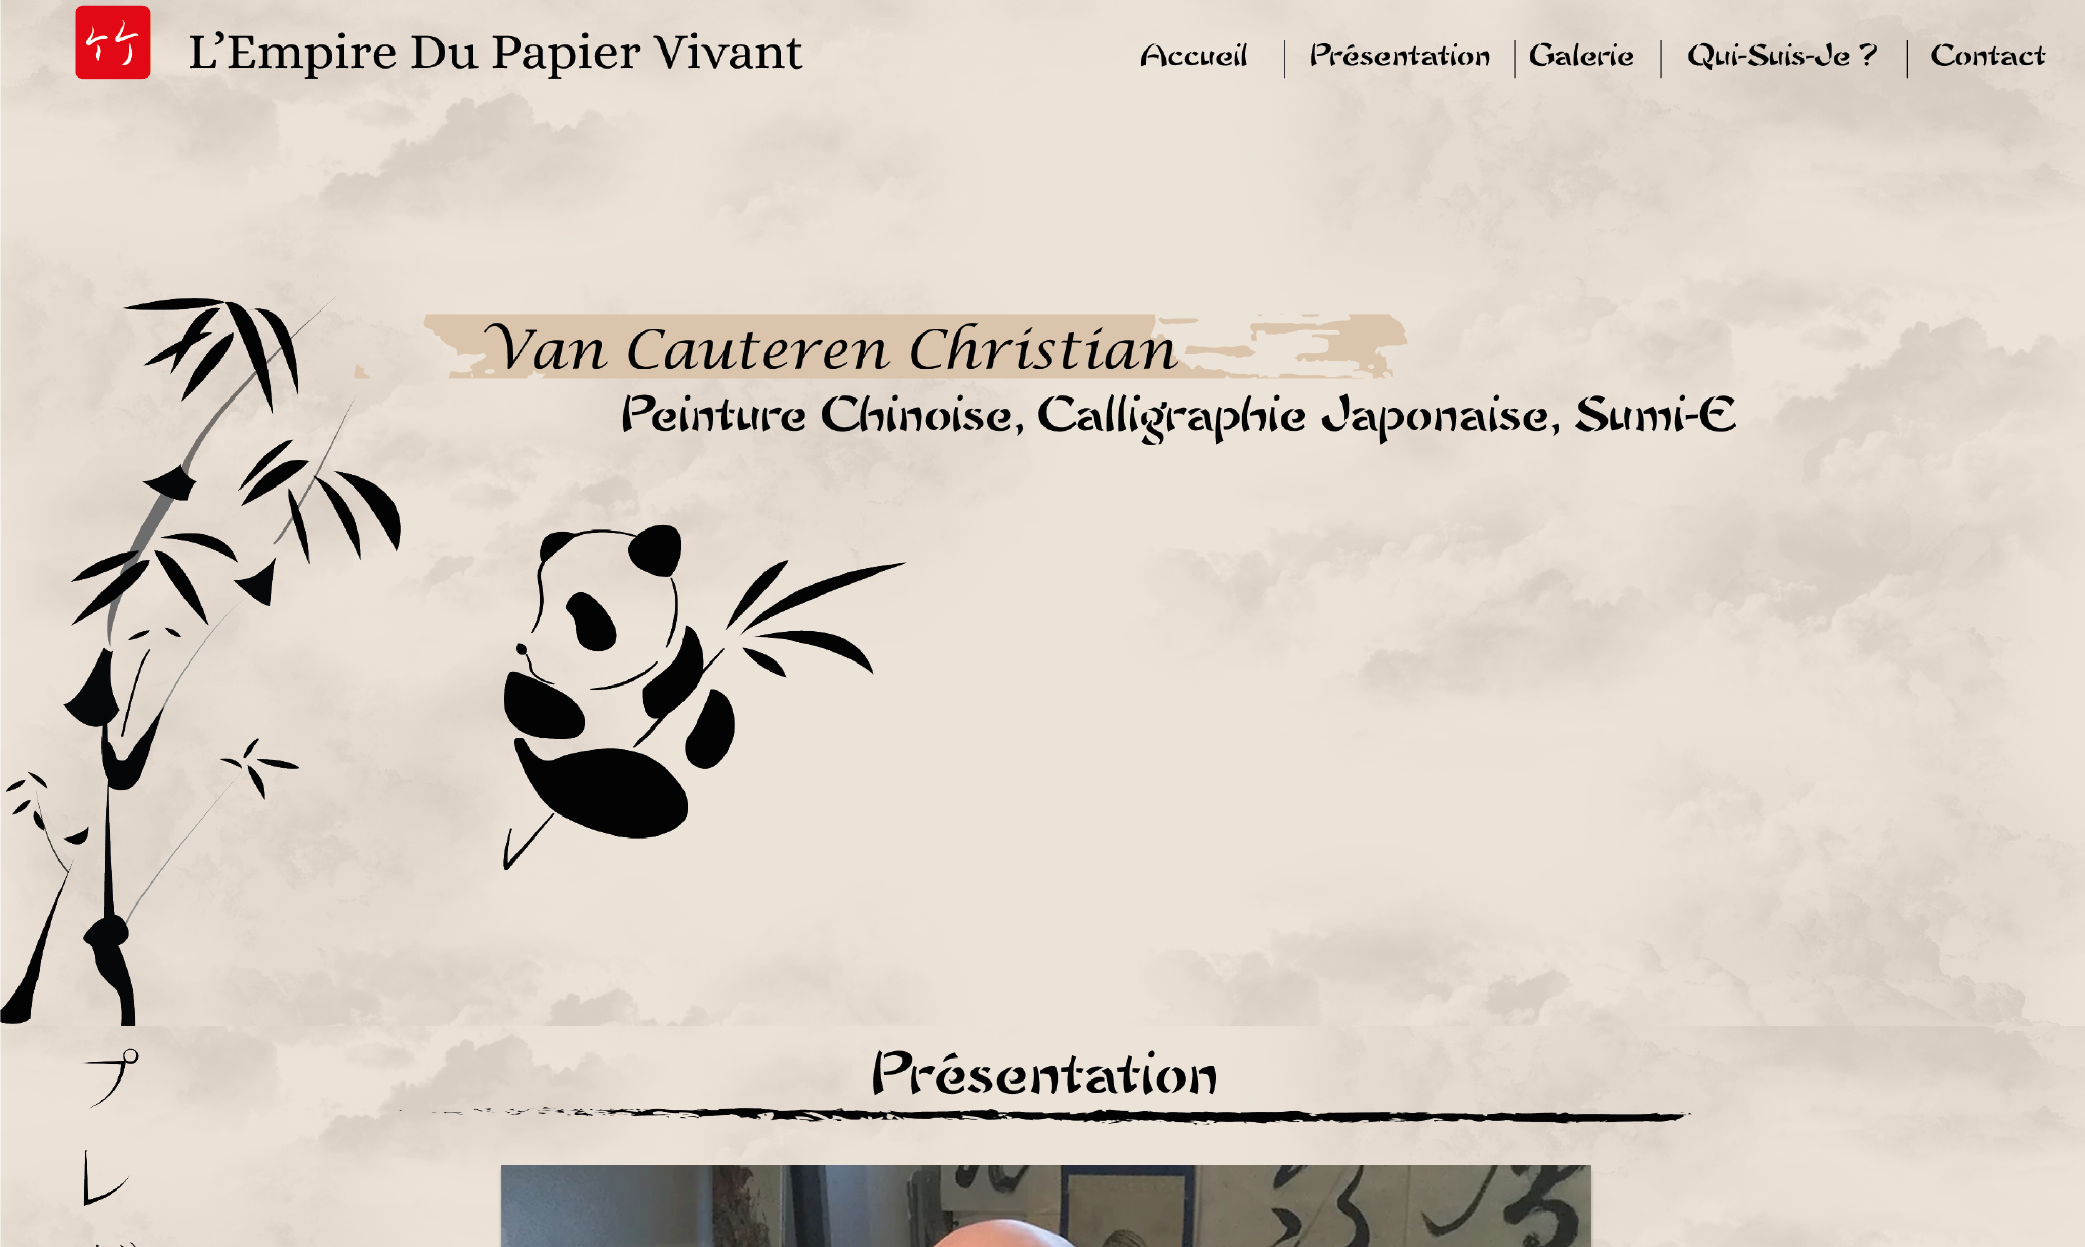 竹
L’Empire Du Papier Vivant
Accueil | Présentation | Galerie | Qui-Suis-Je ? | Contact
Van Cauteren Christian
Peinture Chinoise, Calligraphie Japonaise, Sumi-E
Présentation
プ
レ